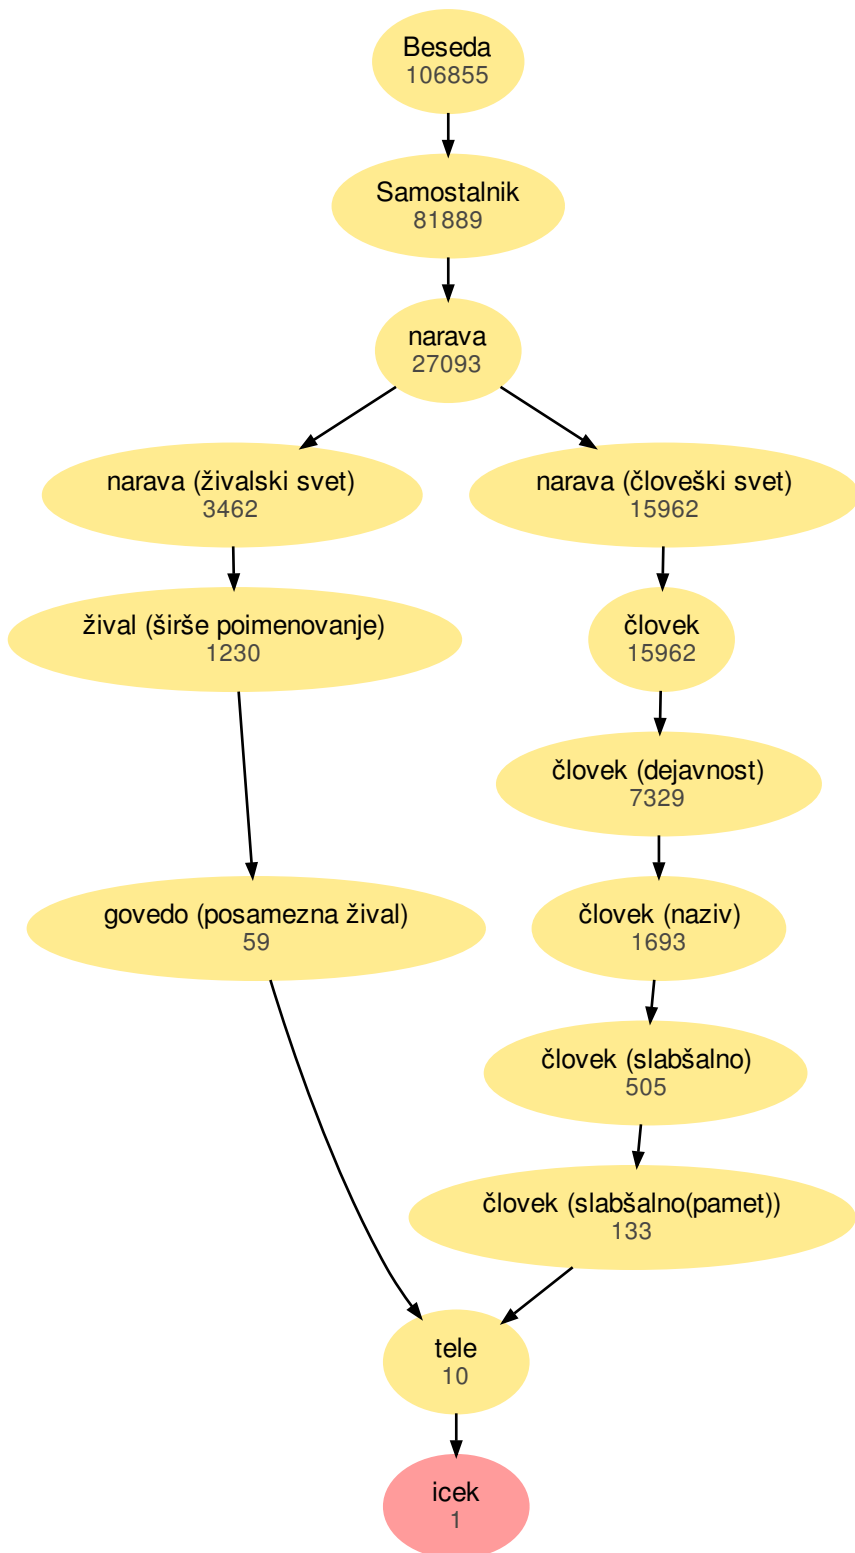 Beseda
106855
Samostalnik
81889
narava
27093
narava (živalski svet)
3462
narava (človeški svet)
15962
žival (širše poimenovanje)
1230
človek
15962
človek (dejavnost)
7329
govedo (posamezna žival)
59
človek (naziv)
1693
človek (slabšalno)
505
človek (slabšalno(pamet))
133
tele
10
icek
1